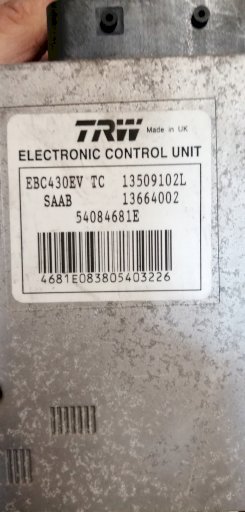 TRW Made in UK
ELECTRONIC CONTROL UNIT
EBC430EV TC 13509102L
SAAB 13664002
54084681E
4681E083805403226